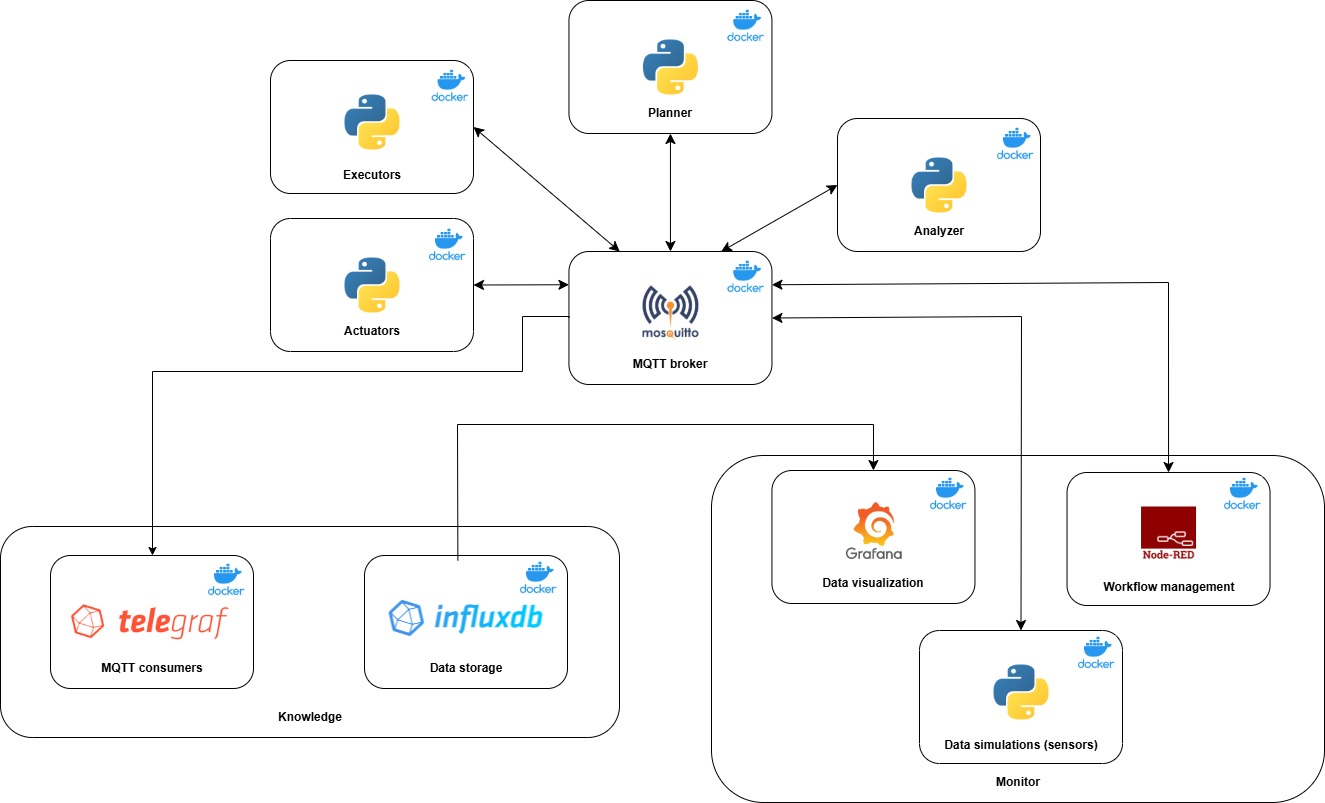 docker
Planner
docker
Executors
docker
Analyzer
docker
Actuators
docker
mosquitto
MQTT broker
docker
Grafana
Data visualization
docker
Node-RED
Workflow management
docker
telegraf
MQTT consumers
docker
influxdb
Data storage
Knowledge
docker
Data simulations (sensors)
Monitor